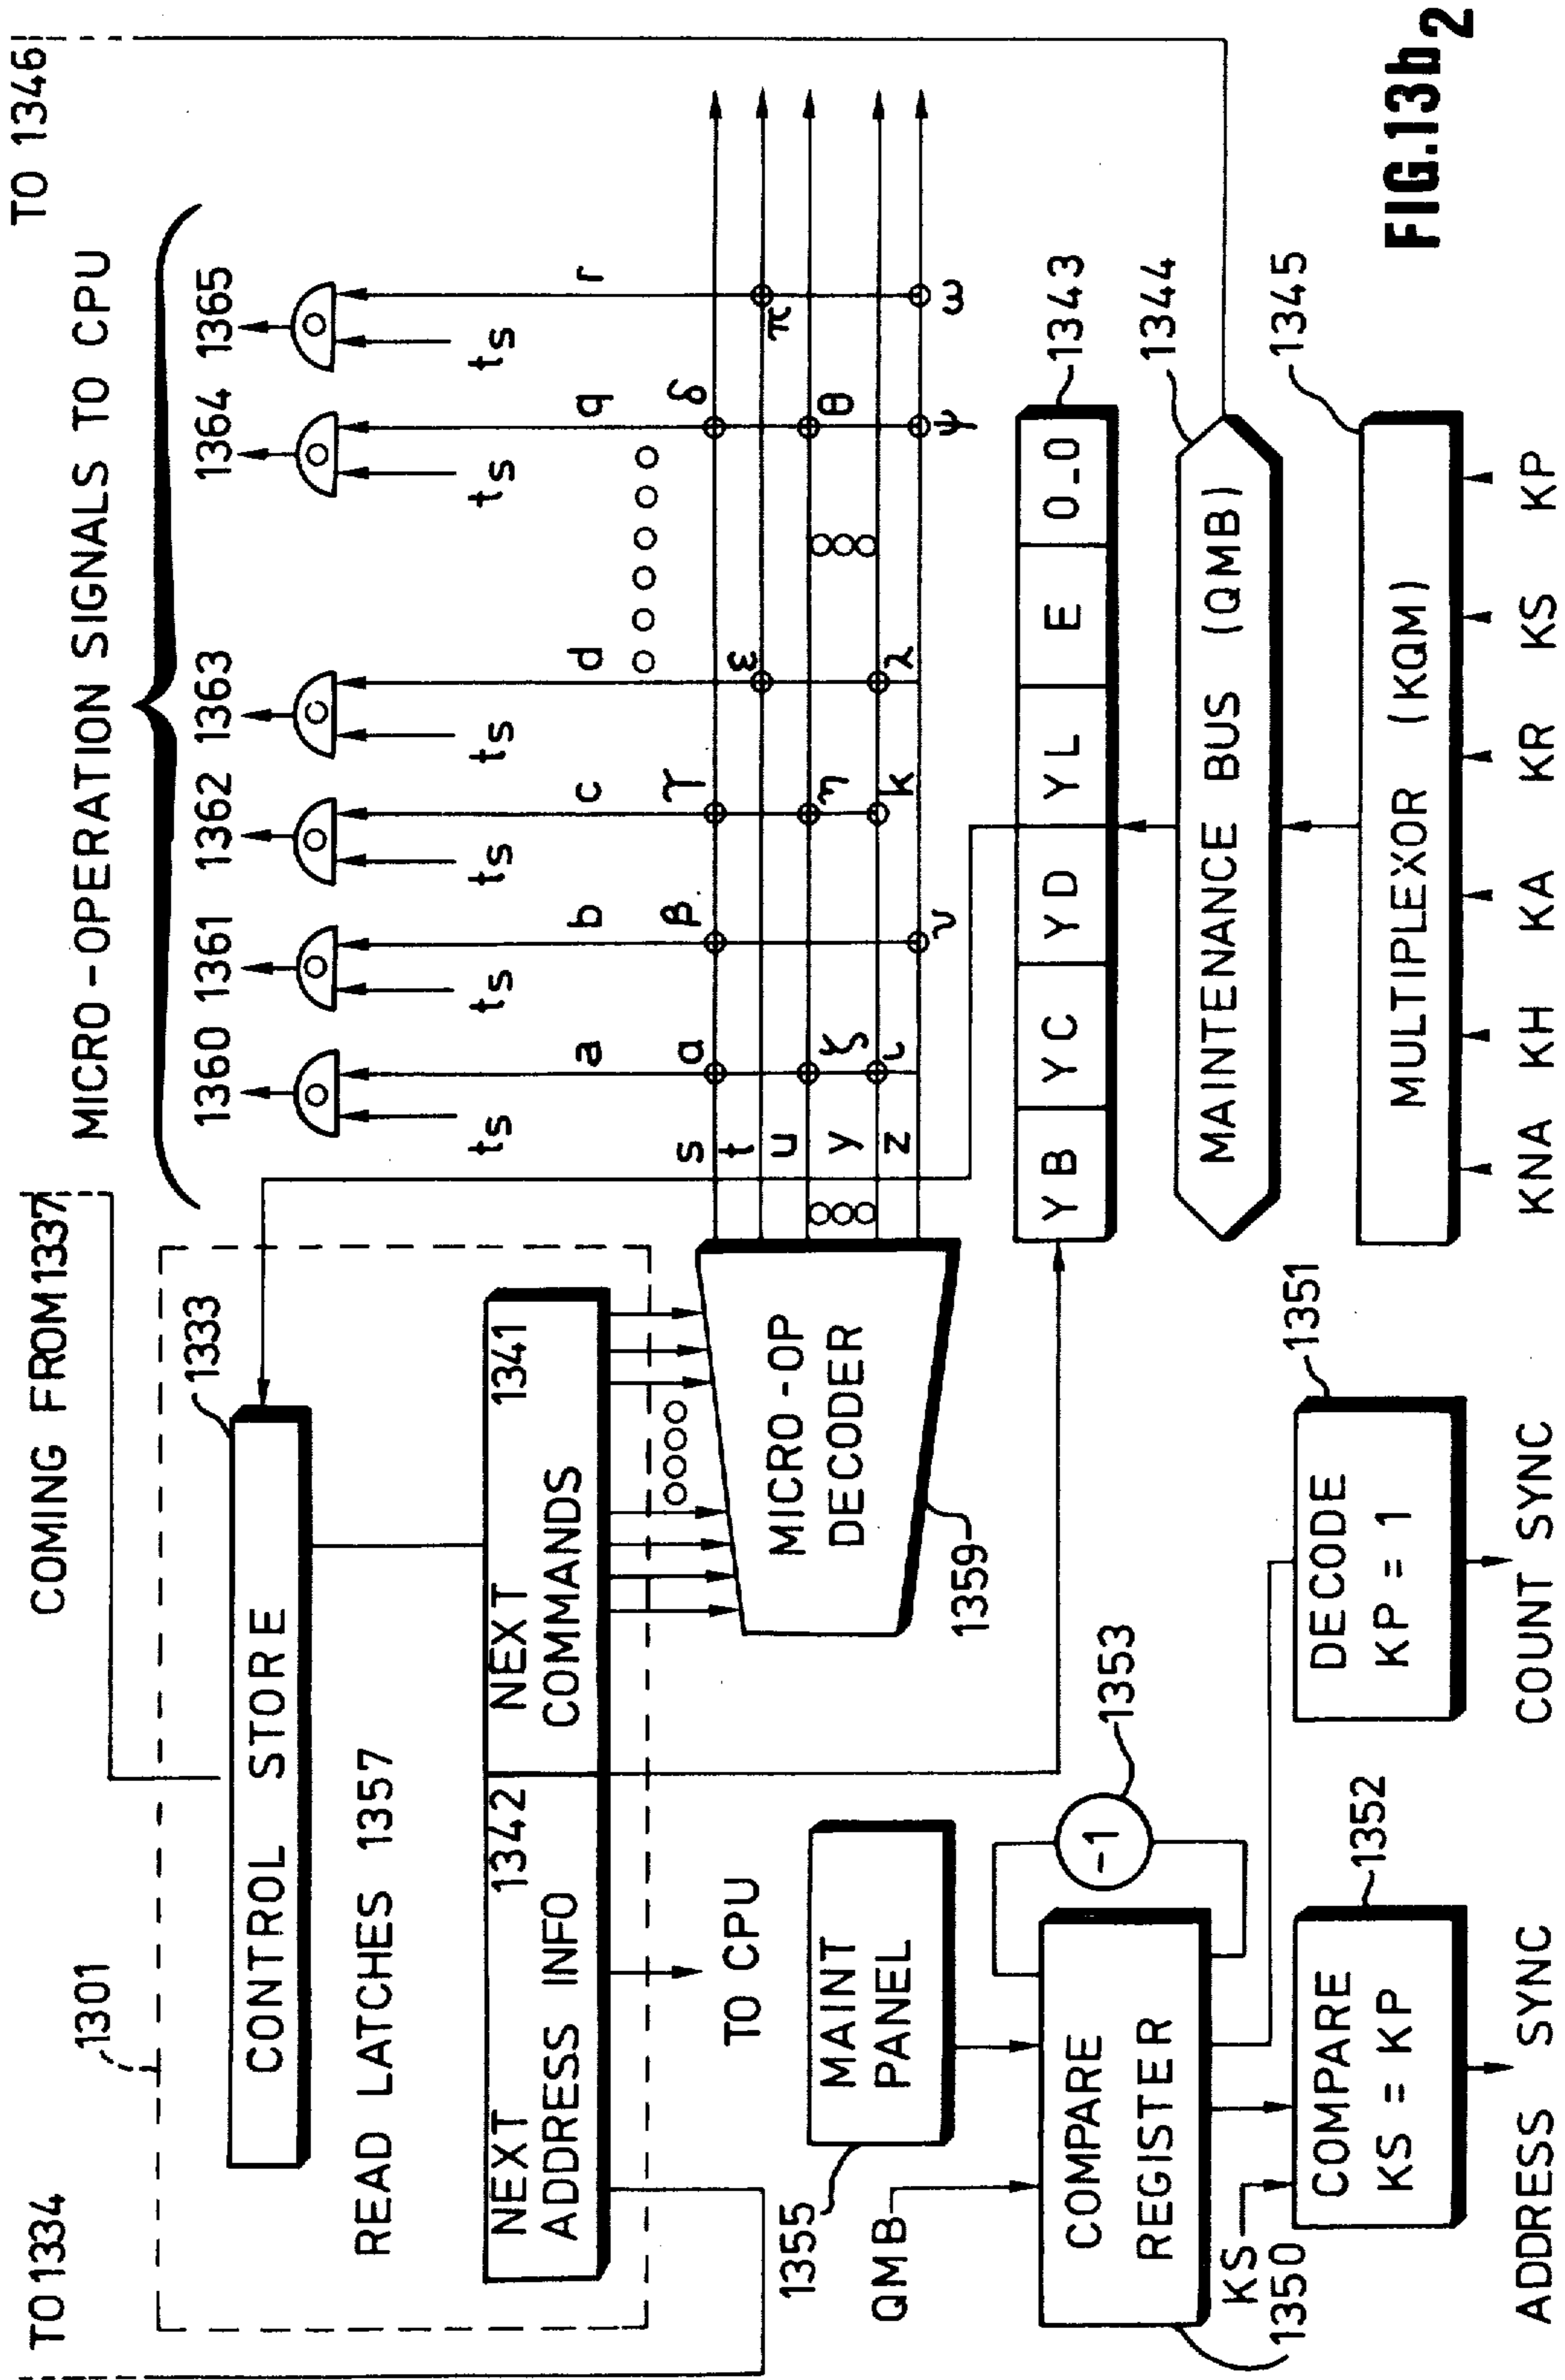 TO 1334
COMING FROM 1337
TO 1346
MICRO-OPERATION SIGNALS TO CPU
1301
1333
CONTROL STORE
READ LATCHES 1357
NEXT 1342
ADDRESS INFO
NEXT 1341
COMMANDS
TO CPU
1360 1361 1362 1363 1364 1365
ts ts ts ts ts ts
a b c d q r
α β γ δ
ε π
ζ η θ
ι k λ
ν ψ ω
s
t
u
y
z
MICRO-OP
DECODER
1359
1355
MAINT
PANEL
QMB
COMPARE
REGISTER
1350
KS
-1
1353
COMPARE
KS = KP
1352
ADDRESS SYNC
DECODE
KP = 1
1351
COUNT SYNC
YB YC YD YL E 0_0
1343
MAINTENANCE BUS (QMB)
1344
MULTIPLEXOR (KQM)
1345
KNA KH KA KR KS KP
FIG.13b2